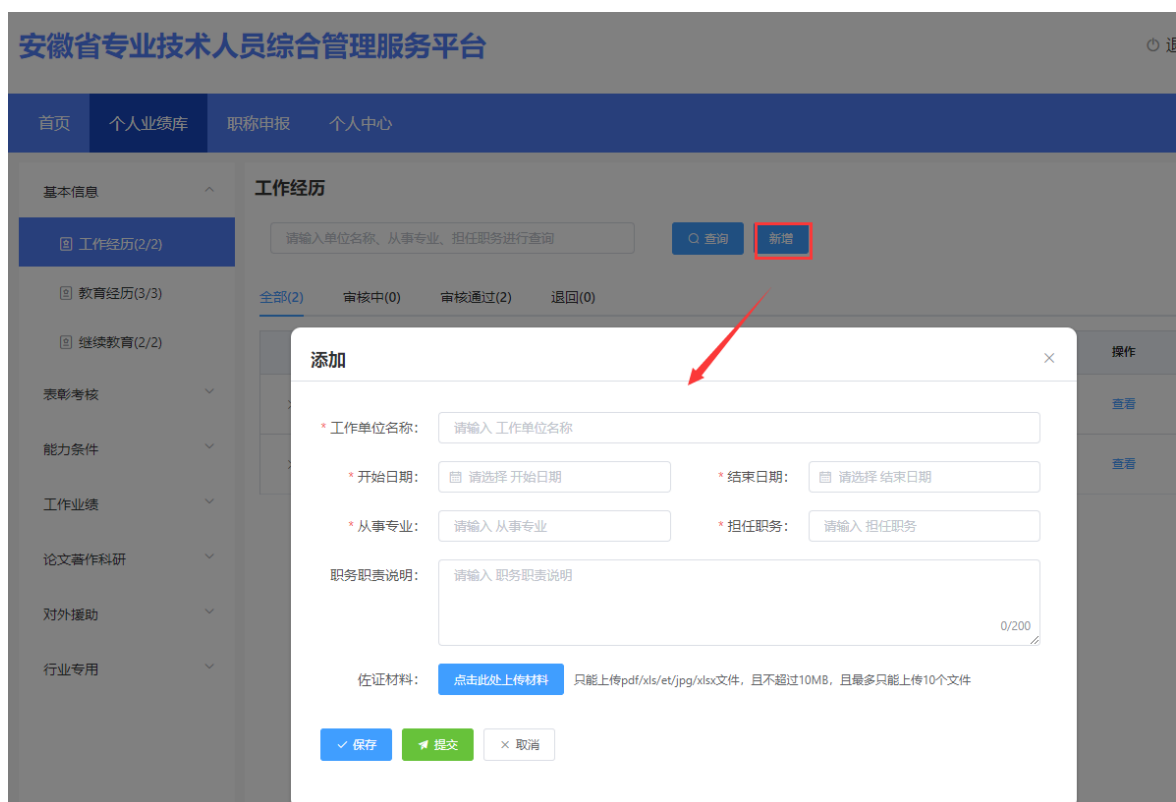 安徽省专业技术人员综合管理服务平台
首页 个人业绩库 职称申报 个人中心
基本信息
工作经历(2/2)
教育经历(3/3)
继续教育(2/2)
表彰考核
能力条件
工作业绩
论文著作科研
对外援助
行业专用
工作经历
请输入单位名称、从事专业、担任职务进行查询 查询 新增
全部(2) 审核中(0) 审核通过(2) 退回(0)
操作
查看
查看
添加
* 工作单位名称： 请输入 工作单位名称
* 开始日期： 请选择 开始日期 * 结束日期： 请选择 结束日期
* 从事专业： 请输入 从事专业 * 担任职务： 请输入 担任职务
职务职责说明： 请输入 职务职责说明
0/200
佐证材料： 点击此处上传材料 只能上传pdf/xls/et/jpg/xlsx文件，且不超过10MB，且最多只能上传10个文件
保存 提交 取消